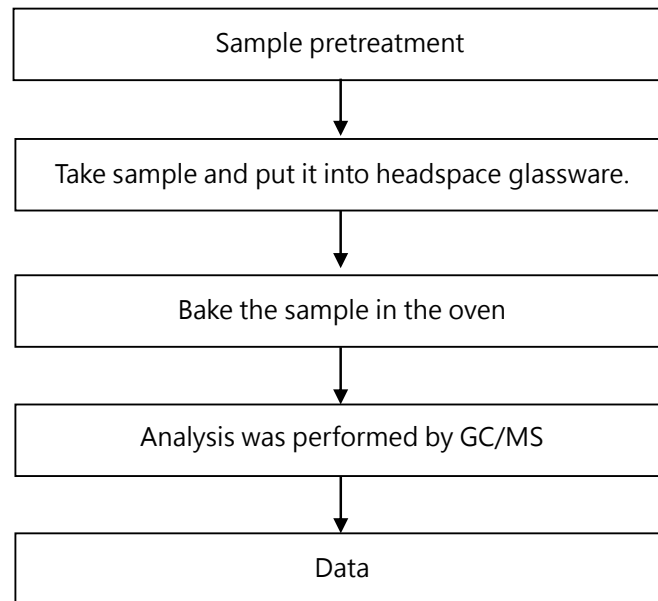 Sample pretreatment
Take sample and put it into headspace glassware.
Bake the sample in the oven
Analysis was performed by GC/MS
Data